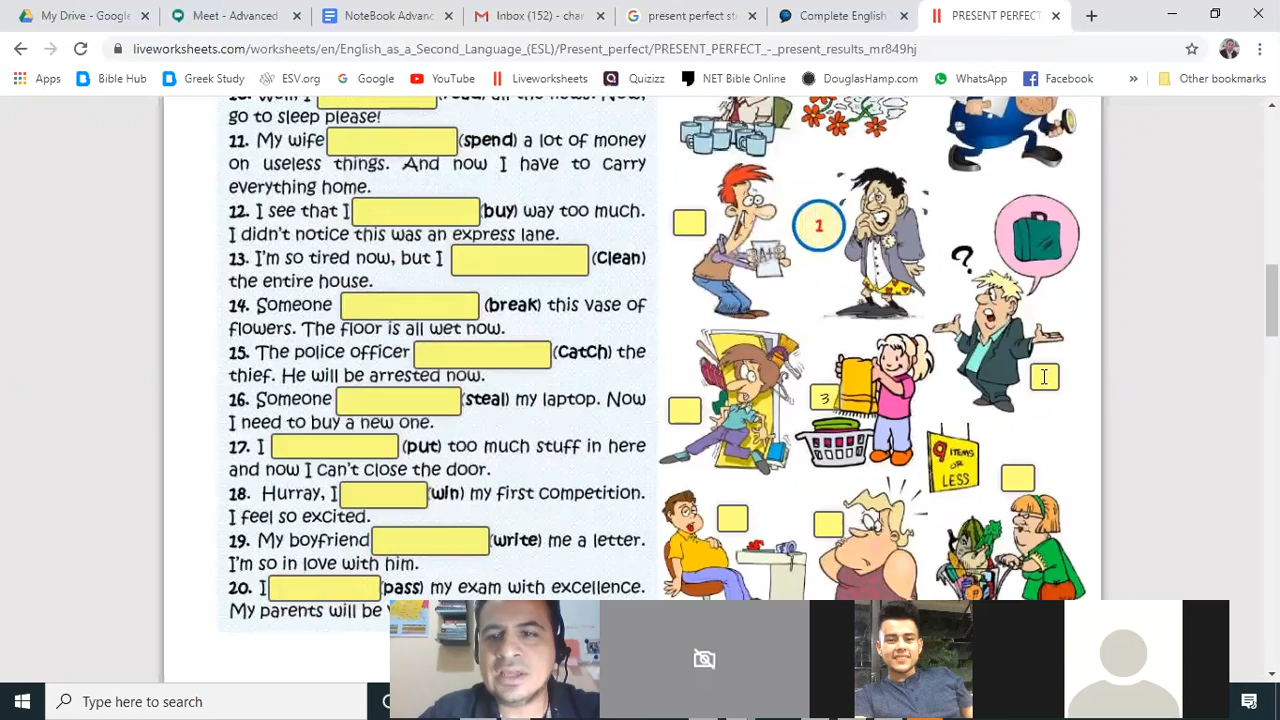 My Drive - Google
Meet - Advanced
NoteBook Advanc
Inbox (152) - char
present perfect
Complete English
PRESENT PERFECT
liveworksheets.com/worksheets/en/English_as_a_Second_Language_(ESL)/Present_perfect/PRESENT_PERFECT_-_present_results_mr849hj
Apps
Bible Hub
Greek Study
ESV.org
Google
YouTube
Liveworksheets
Quizizz
NET Bible Online
DouglasHamp.com
WhatsApp
Facebook
»
Other bookmarks
go to sleep please!
11. My wife (spend) a lot of money
on useless things. And now I have to carry
everything home.
12. I see that I (buy) way too much.
I didn't notice this was an express lane.
13. I'm so tired now, but I (Clean)
the entire house.
14. Someone (break) this vase of
flowers. The floor is all wet now.
15. The police officer (Catch) the
thief. He will be arrested now.
16. Someone (steal) my laptop. Now
I need to buy a new one.
17. I (put) too much stuff in here
and now I can't close the door.
18. Hurray, I (win) my first competition.
I feel so excited.
19. My boyfriend (write) me a letter.
I'm so in love with him.
20. I (pass) my exam with excellence.
My parents will be
A+
1
?
3
9 ITEMS
OR
LESS
Type here to search